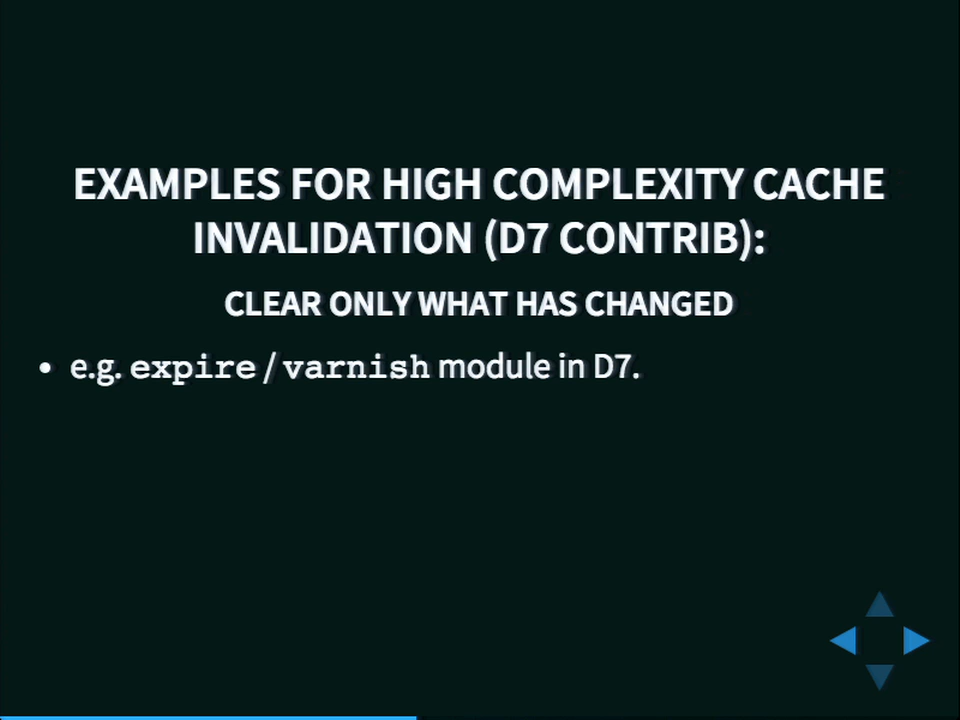 EXAMPLES FOR HIGH COMPLEXITY CACHE
INVALIDATION (D7 CONTRIB):
CLEAR ONLY WHAT HAS CHANGED
• e.g. expire / varnish module in D7.